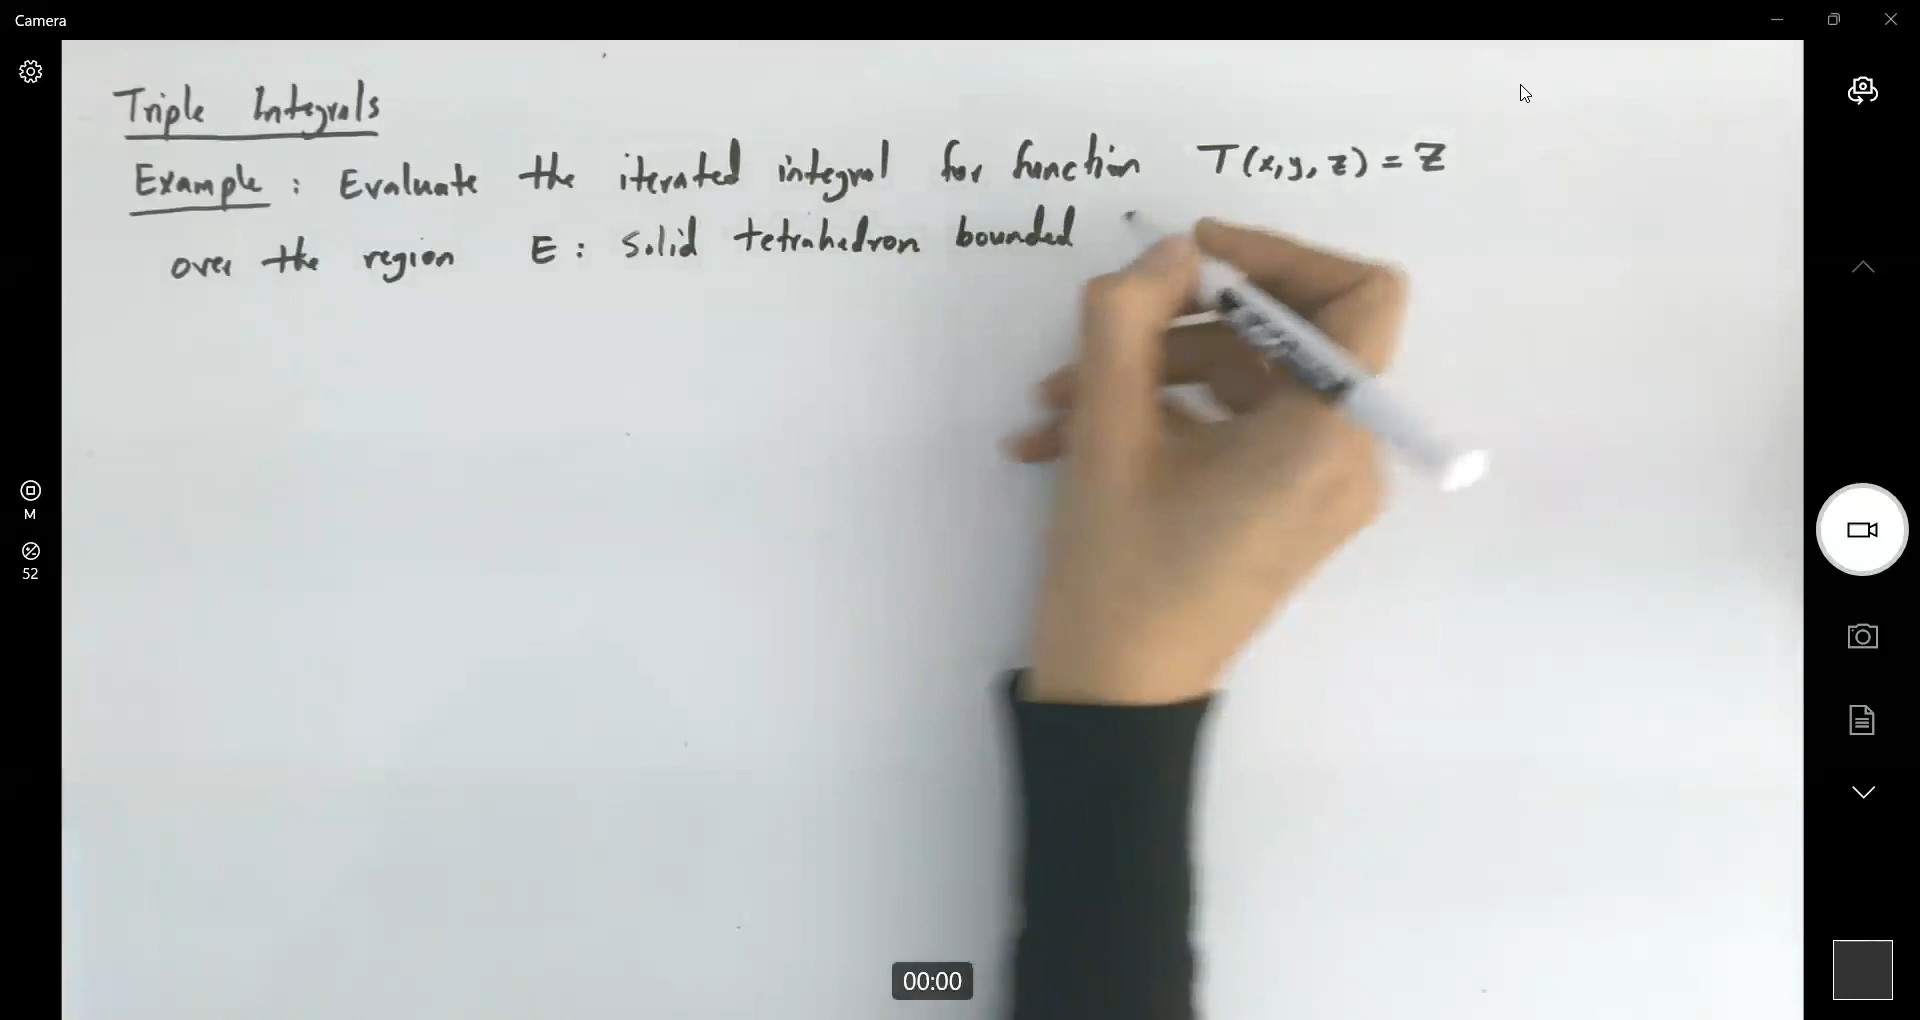 Camera
Triple Integrals
Example : Evaluate the iterated integral for function T(x,y,z) = Z
over the region E : solid tetrahedron bounded
M
52
00:00